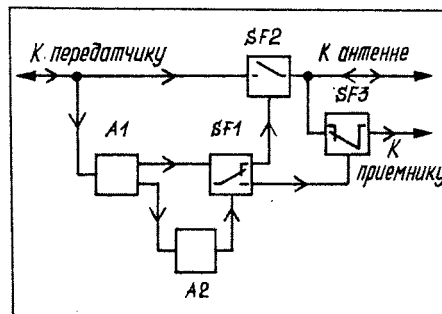 К передатчику
SF2
К антенне
SF3
A1
SF1
К
приемнику
A2